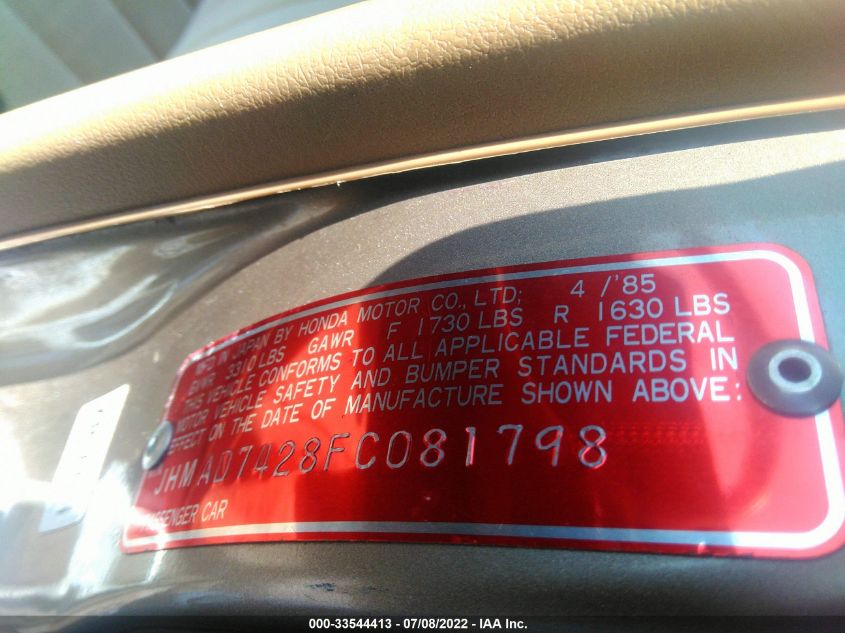 MFG. IN JAPAN BY HONDA MOTOR CO., LTD; 4 /'85
GVWR 3310 LBS GAWR F 1730 LBS R 1630 LBS
THIS VEHICLE CONFORMS TO ALL APPLICABLE FEDERAL
MOTOR VEHICLE SAFETY AND BUMPER STANDARDS IN
EFFECT ON THE DATE OF MANUFACTURE SHOWN ABOVE:
JHMAD7428FC081798
PASSENGER CAR
000-33544413 - 07/08/2022 - IAA Inc.